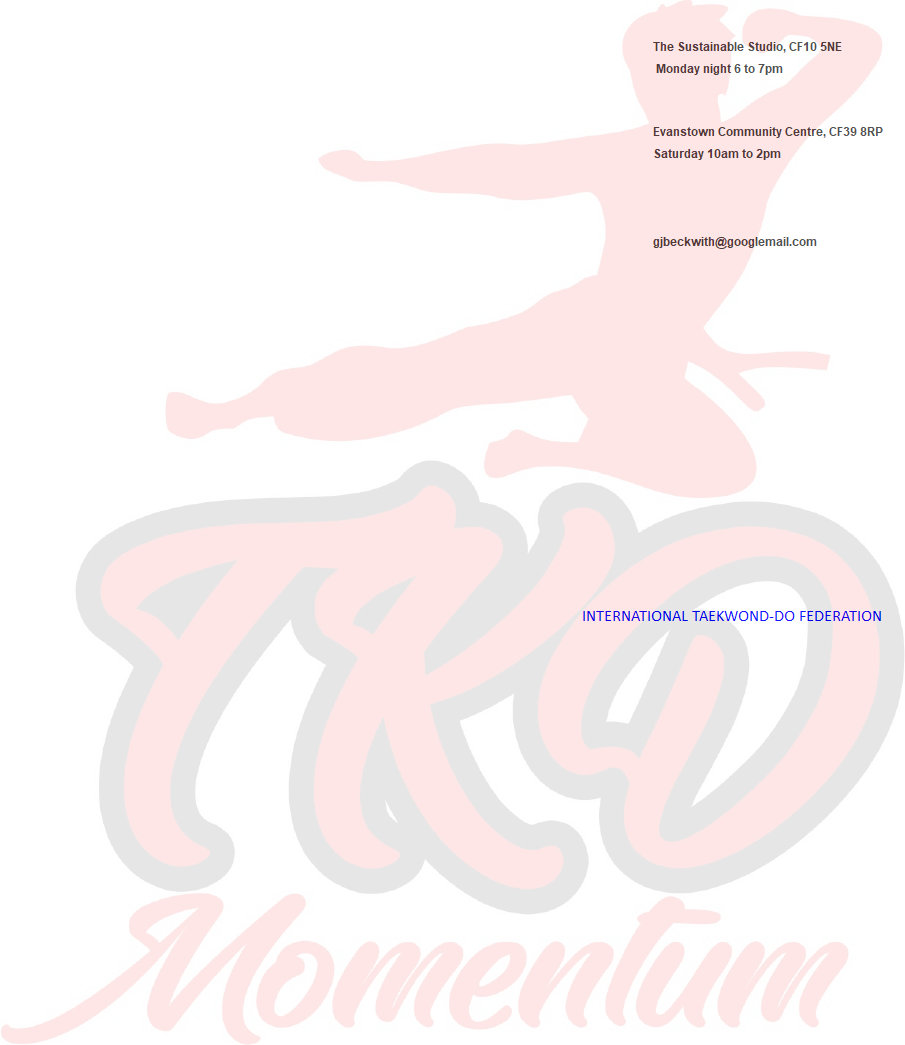 The Sustainable Studio, CF10 5NE
Monday night 6 to 7pm
Evanstown Community Centre, CF39 8RP
Saturday 10am to 2pm
gjbeckwith@googlemail.com
TKD
INTERNATIONAL TAEKWOND-DO FEDERATION
Momentum